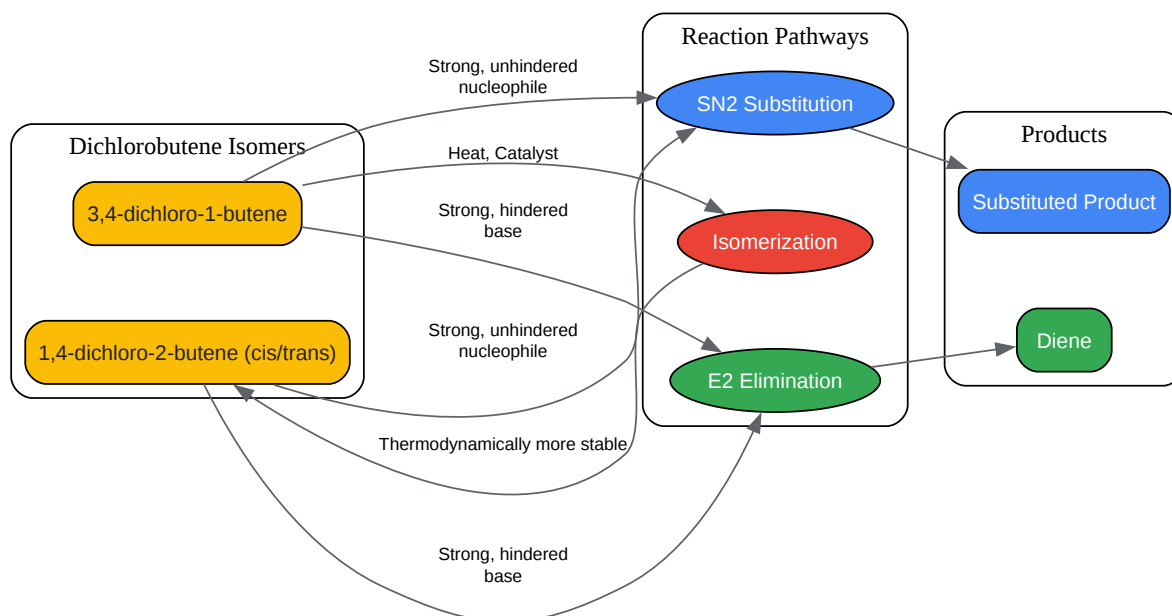 Reaction Pathways
Strong, unhindered
nucleophile
SN2 Substitution
Dichlorobutene Isomers
Products
Heat, Catalyst
3,4-dichloro-1-butene
Substituted Product
Strong, hindered
base
Isomerization
Strong, unhindered
nucleophile
1,4-dichloro-2-butene (cis/trans)
Diene
E2 Elimination
Thermodynamically more stable
Strong, hindered
base